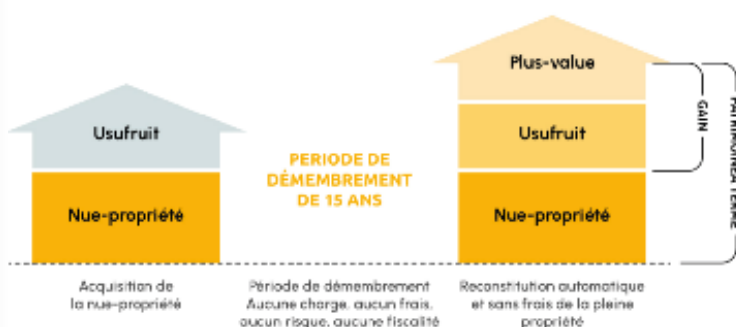 Usufruit
Nue-propriété
PERIODE DE
DÉMEMBREMENT
DE 15 ANS
Plus-value
Usufruit
Nue-propriété
GAIN
PATRIMOINE A TERME
Acquisition de
la nue-propriété
Période de démembrement
Aucune charge, aucun frais,
aucun risque, aucune fiscalité
Reconstitution automatique
et sans frais de la pleine
propriété